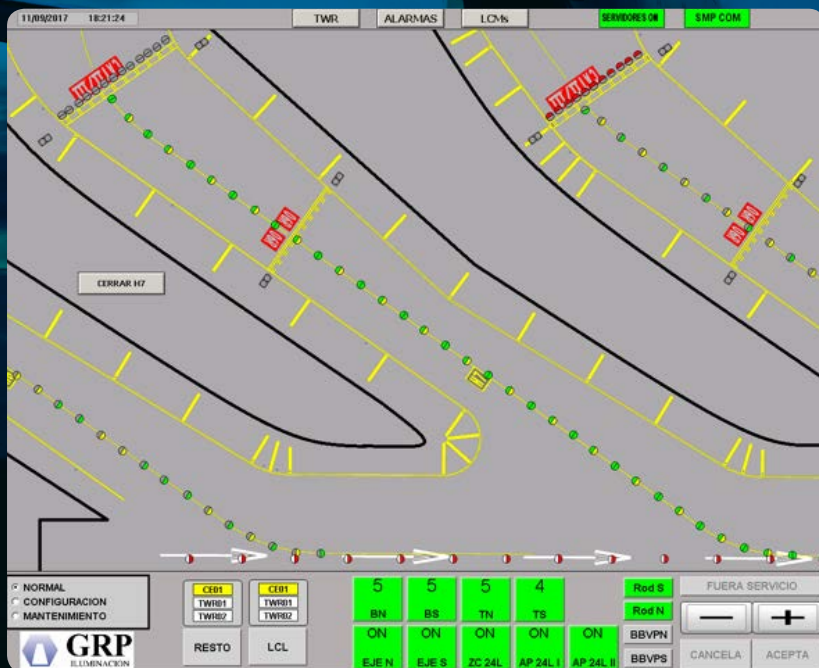 11/09/2017 18:21:24
TWR
ALARMAS
LCMs
SERVIDORES ON
SMP COM
CERRAR H7
NORMAL
CONFIGURACION
MANTENIMIENTO
GRP
ILUMINACIÓN
CE01
TWR01
TWR02
RESTO
CE01
TWR01
TWR02
LCL
5
BN
5
BS
5
TN
4
TS
ON
EJE N
ON
EJE S
ON
ZC 24L
ON
AP 24L I
ON
AP 24L II
Rod S
Rod N
BBVPN
BBVPS
FUERA SERVICIO
CANCELA
ACEPTA